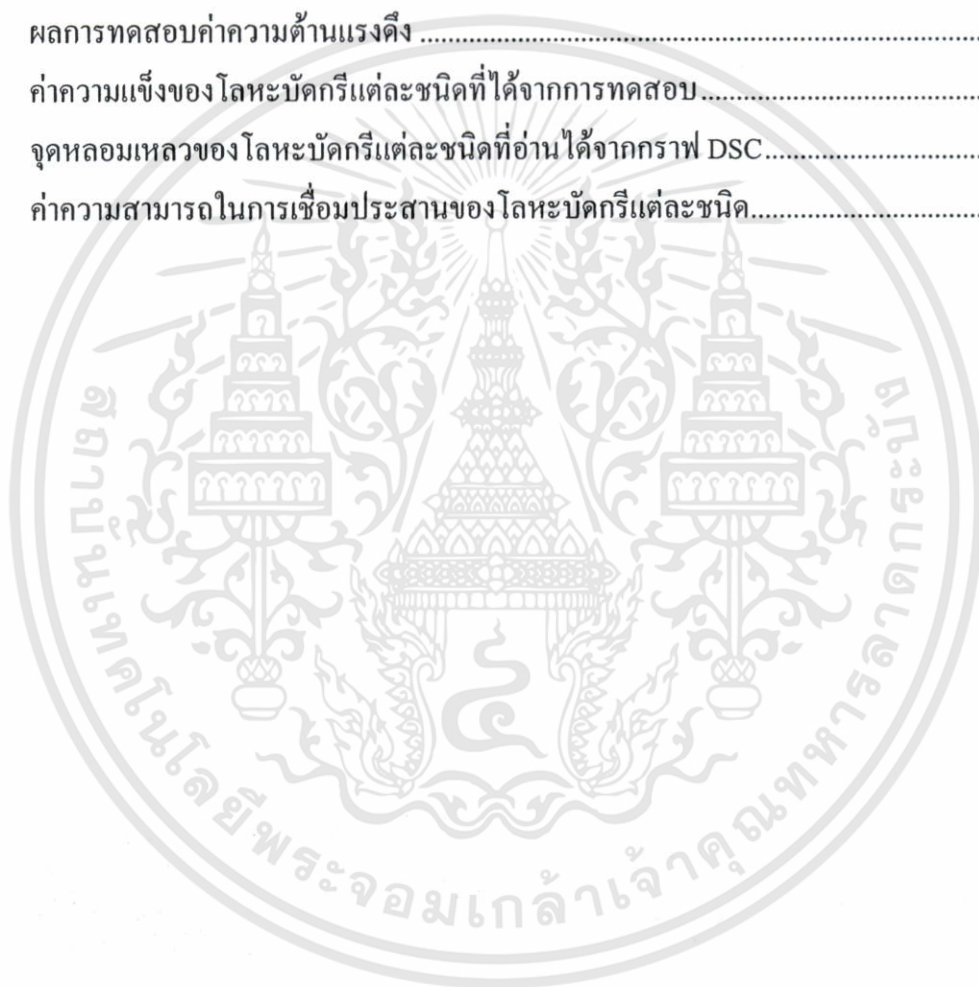 ผลการทดสอบค่าความต้านแรงดึง ........................................................................
ค่าความแข็งของโลหะบัดกรีแต่ละชนิดที่ได้จากการทดสอบ ....................................
จุดหลอมเหลวของโลหะบัดกรีแต่ละชนิดที่อ่านได้จากกราฟ DSC ............................
ค่าความสามารถในการเชื่อมประสานของโลหะบัดกรีแต่ละชนิด ..............................
สถาบันเทคโนโลยีพระจอมเกล้าเจ้าคุณทหารลาดกระบัง